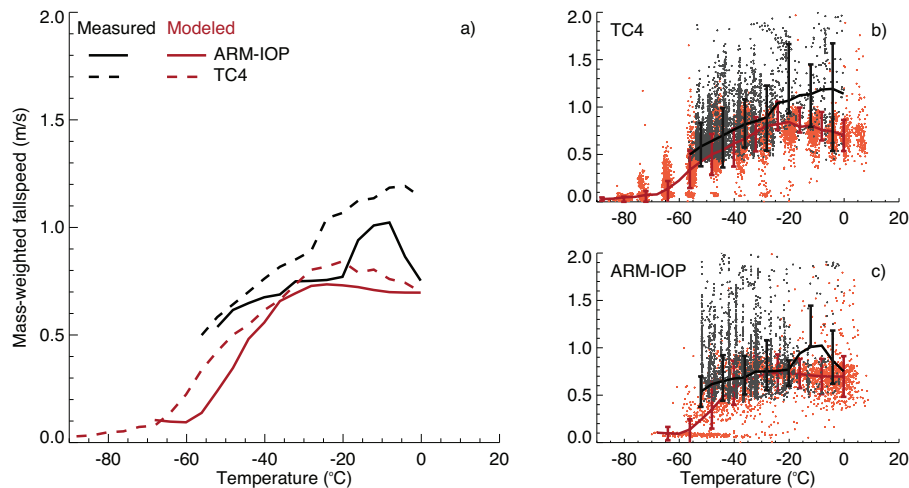 Measured Modeled
ARM-IOP
TC4
a)
Mass-weighted fallspeed (m/s)
2.0
1.5
1.0
0.5
0.0
-80 -60 -40 -20 0 20
Temperature (°C)
TC4
b)
2.0
1.5
1.0
0.5
0.0
-80 -60 -40 -20 0 20
ARM-IOP
c)
2.0
1.5
1.0
0.5
0.0
-80 -60 -40 -20 0 20
Temperature (°C)